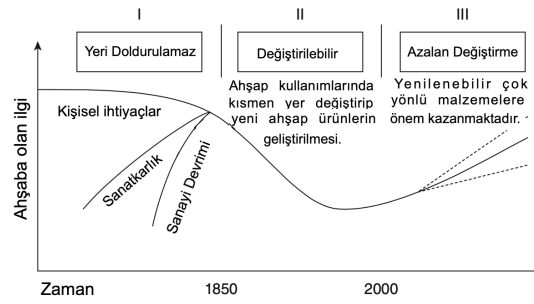 I
II
III
Yeri Doldurulamaz
Değiştirilebilir
Azalan Değiştirme
Ahşap kullanımlarında
kısmen yer değiştirip
yeni ahşap ürünlerin
geliştirilmesi.
Yenilenebilir çok
yönlü malzemelere
önem kazanmaktadır.
Kişisel ihtiyaçlar
Sanatkarlık
Sanayi Devrimi
Ahşaba olan ilgi
Zaman
1850
2000